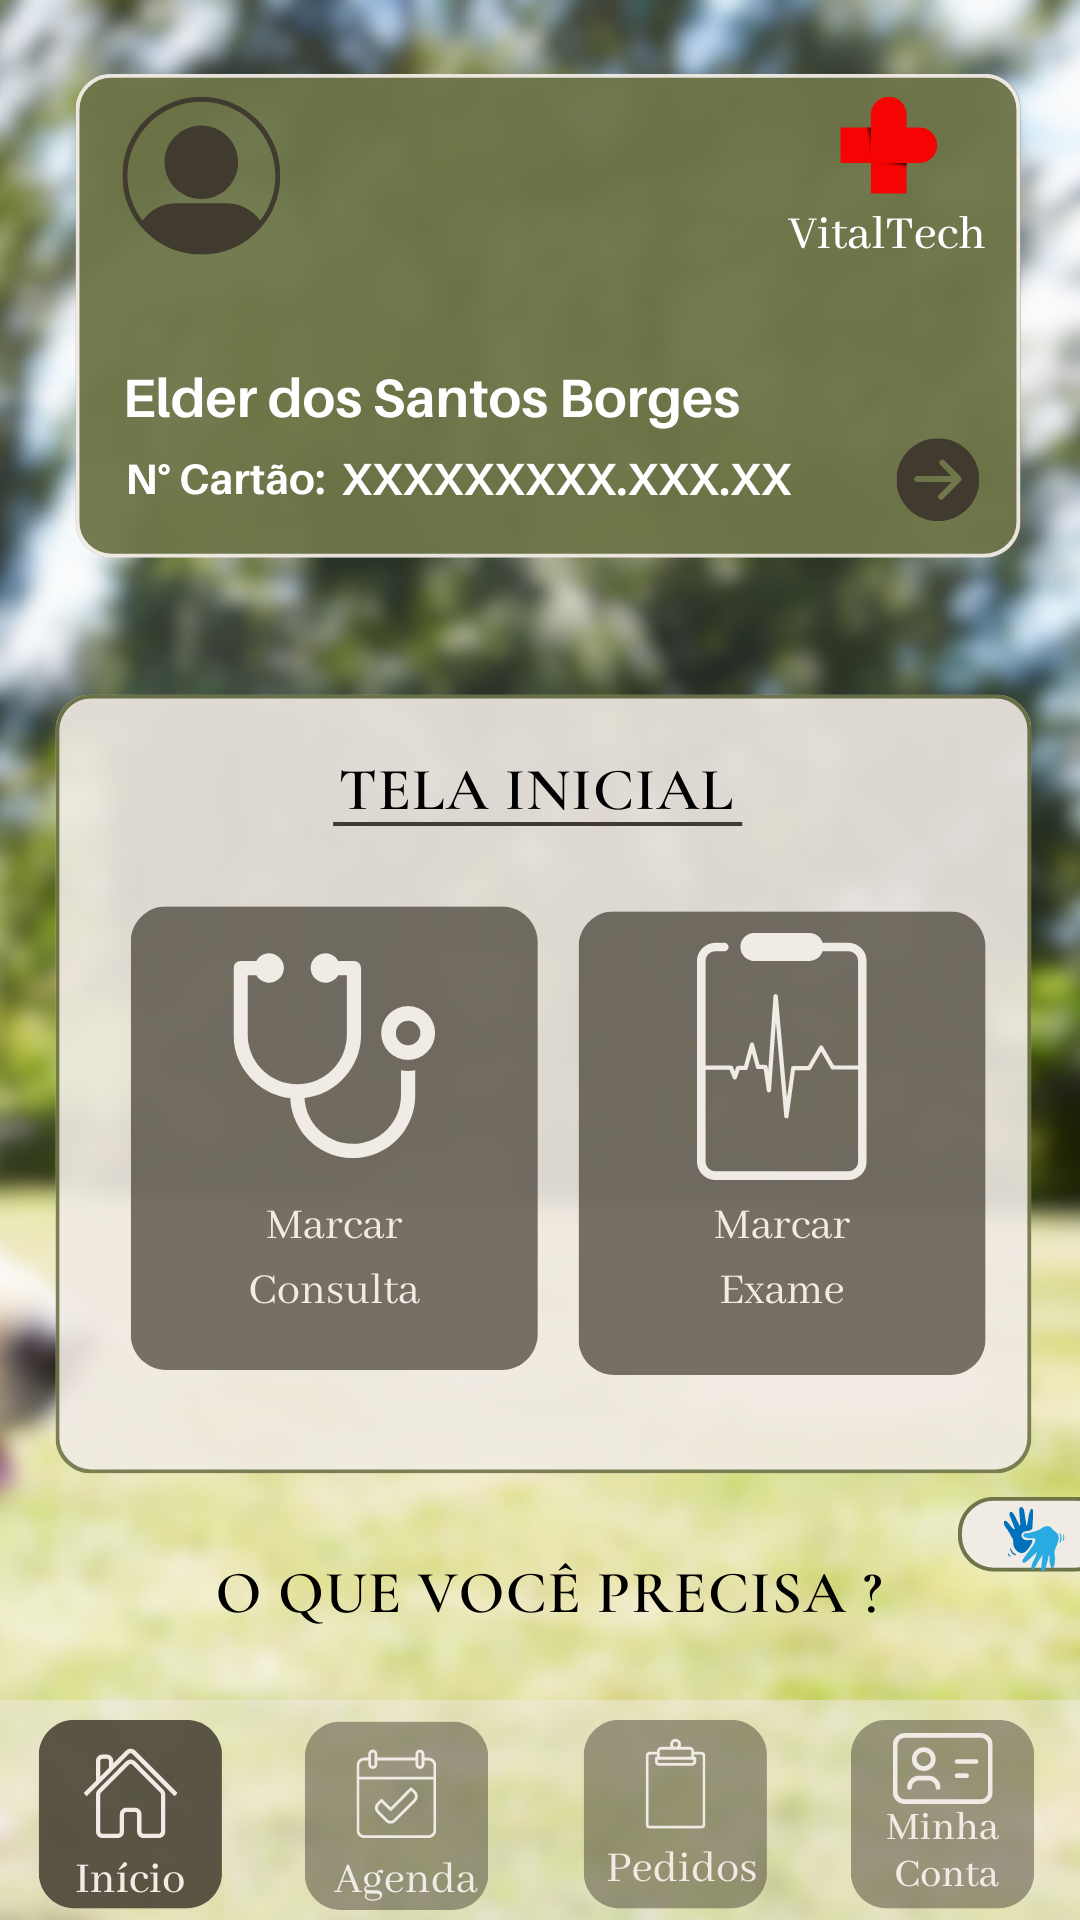 VitalTech
Elder dos Santos Borges
N° Cartão: XXXXXXXXX.XXX.XX
TELA INICIAL
Marcar
Consulta
Marcar
Exame
O QUE VOCÊ PRECISA ?
Início
Agenda
Pedidos
Minha
Conta